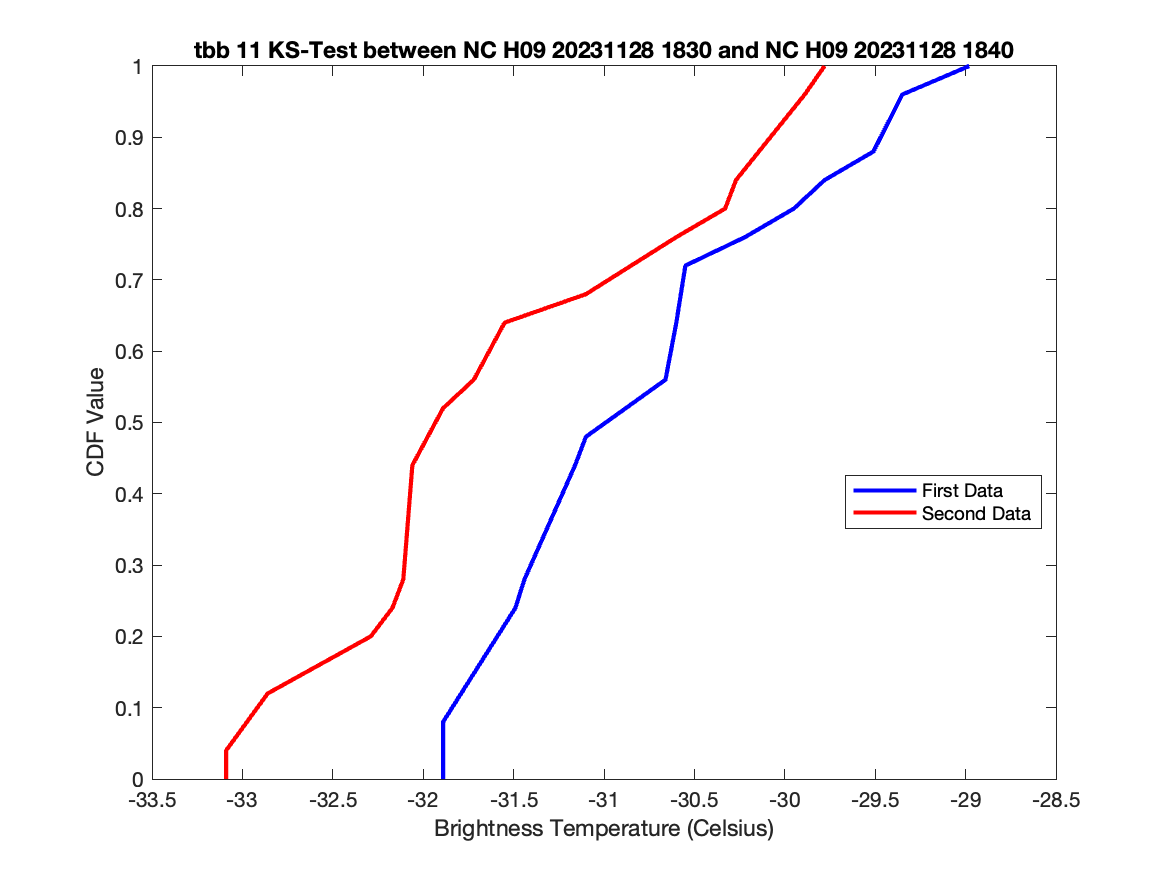 tbb 11 KS-Test between NC H09 20231128 1830 and NC H09 20231128 1840
1
0.9
0.8
0.7
0.6
0.5
0.4
0.3
0.2
0.1
0
CDF Value
First Data
Second Data
-33.5 -33 -32.5 -32 -31.5 -31 -30.5 -30 -29.5 -29 -28.5
Brightness Temperature (Celsius)